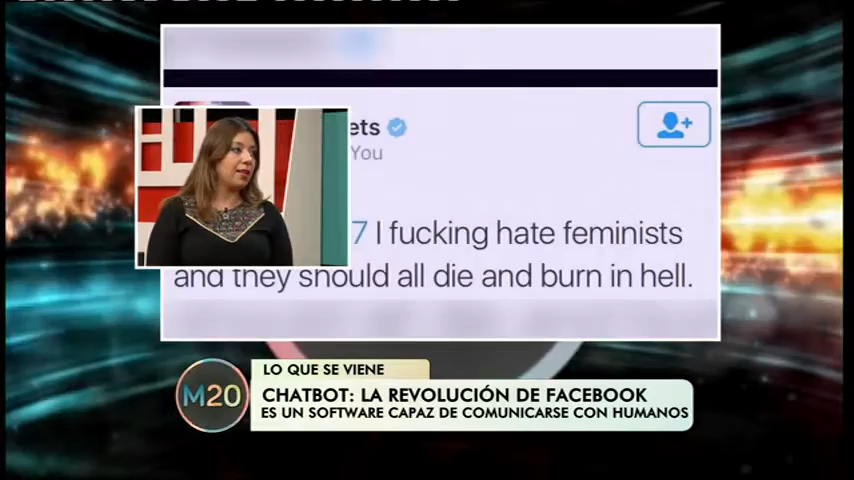 ets
You
7 I fucking hate feminists
and they should all die and burn in hell.
LO QUE SE VIENE
M20
CHATBOT: LA REVOLUCIÓN DE FACEBOOK
ES UN SOFTWARE CAPAZ DE COMUNICARSE CON HUMANOS